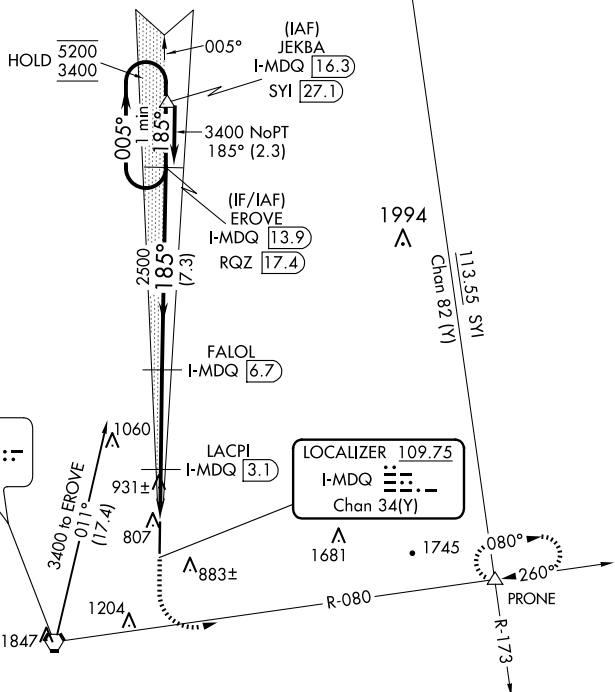 (IAF)
JEKBA
I-MDQ 16.3
SYI 27.1
005°
HOLD 5200
3400
005°
1 min
185°
3400 NoPT
185° (2.3)
(IF/IAF)
EROVE
I-MDQ 13.9
RQZ 17.4
1994
113.55 SYI
Chan 82 (Y)
2500
185°
(7.3)
FALOL
I-MDQ 6.7
1060
LACPI
I-MDQ 3.1
931±
3400 to EROVE
011°
(17.4)
LOCALIZER 109.75
I-MDQ
Chan 34(Y)
807
883±
1681
1745
080°
260°
PRONE
R-080
1204
1847
R-173